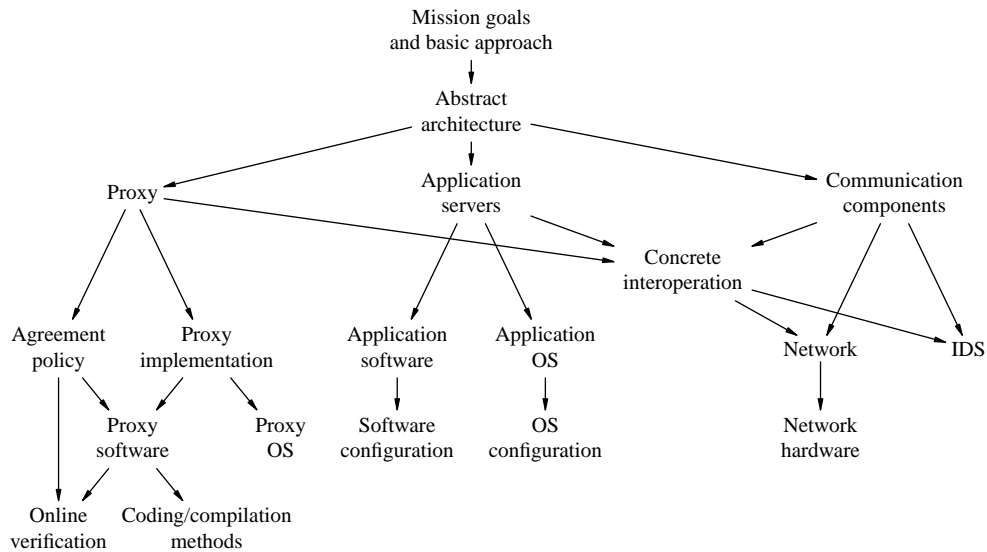 Mission goals
and basic approach
Abstract
architecture
Proxy
Application
servers
Communication
components
Concrete
interoperation
Agreement
policy
Proxy
implementation
Application
software
Application
OS
Network
IDS
Proxy
software
Proxy
OS
Software
configuration
OS
configuration
Network
hardware
Online
verification
Coding/compilation
methods